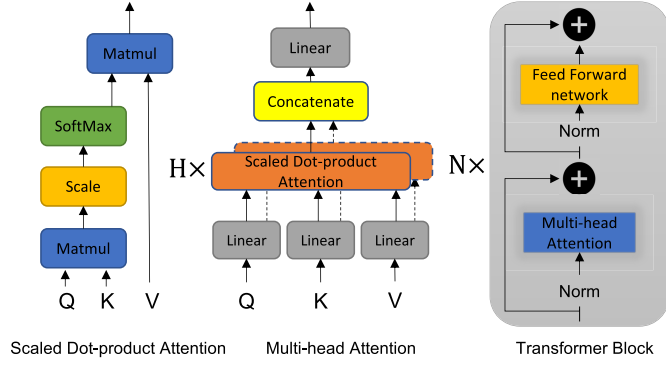 Matmul
SoftMax
Scale
Matmul
Q K V
Scaled Dot-product Attention
Linear
Concatenate
H×
Scaled Dot-product
Attention
Linear Linear Linear
Q K V
Multi-head Attention
N×
Feed Forward
network
Norm
Multi-head
Attention
Norm
Transformer Block